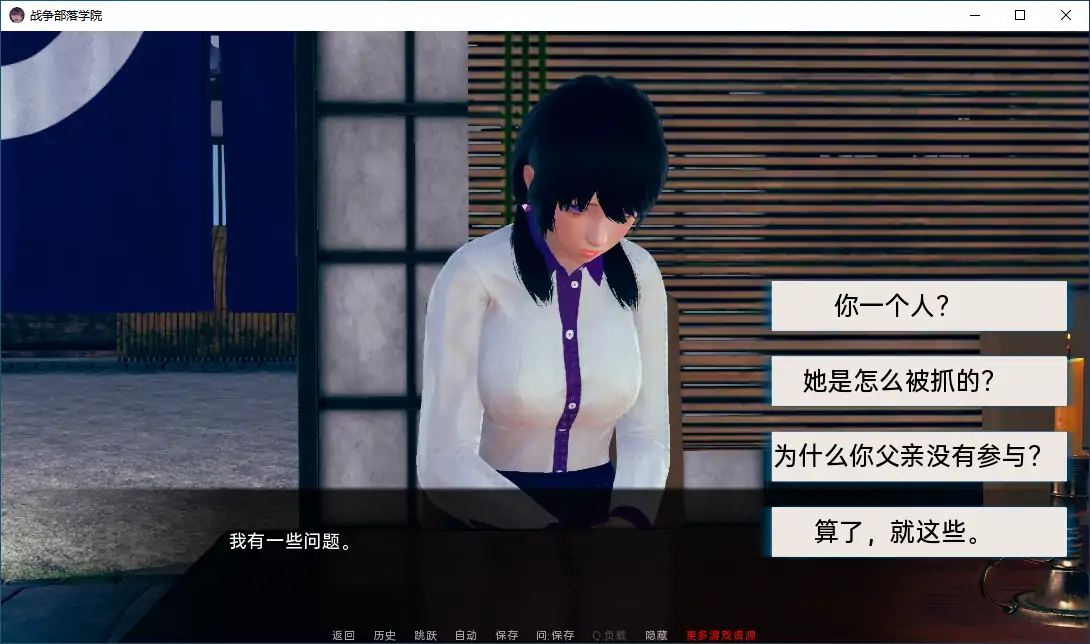 战争部落学院
你一个人？
她是怎么被抓的？
为什么你父亲没有参与？
算了，就这些。
我有一些问题。
返回 历史 跳跃 自动 保存 问:保存 Q.负载 隐藏 更多游戏资源